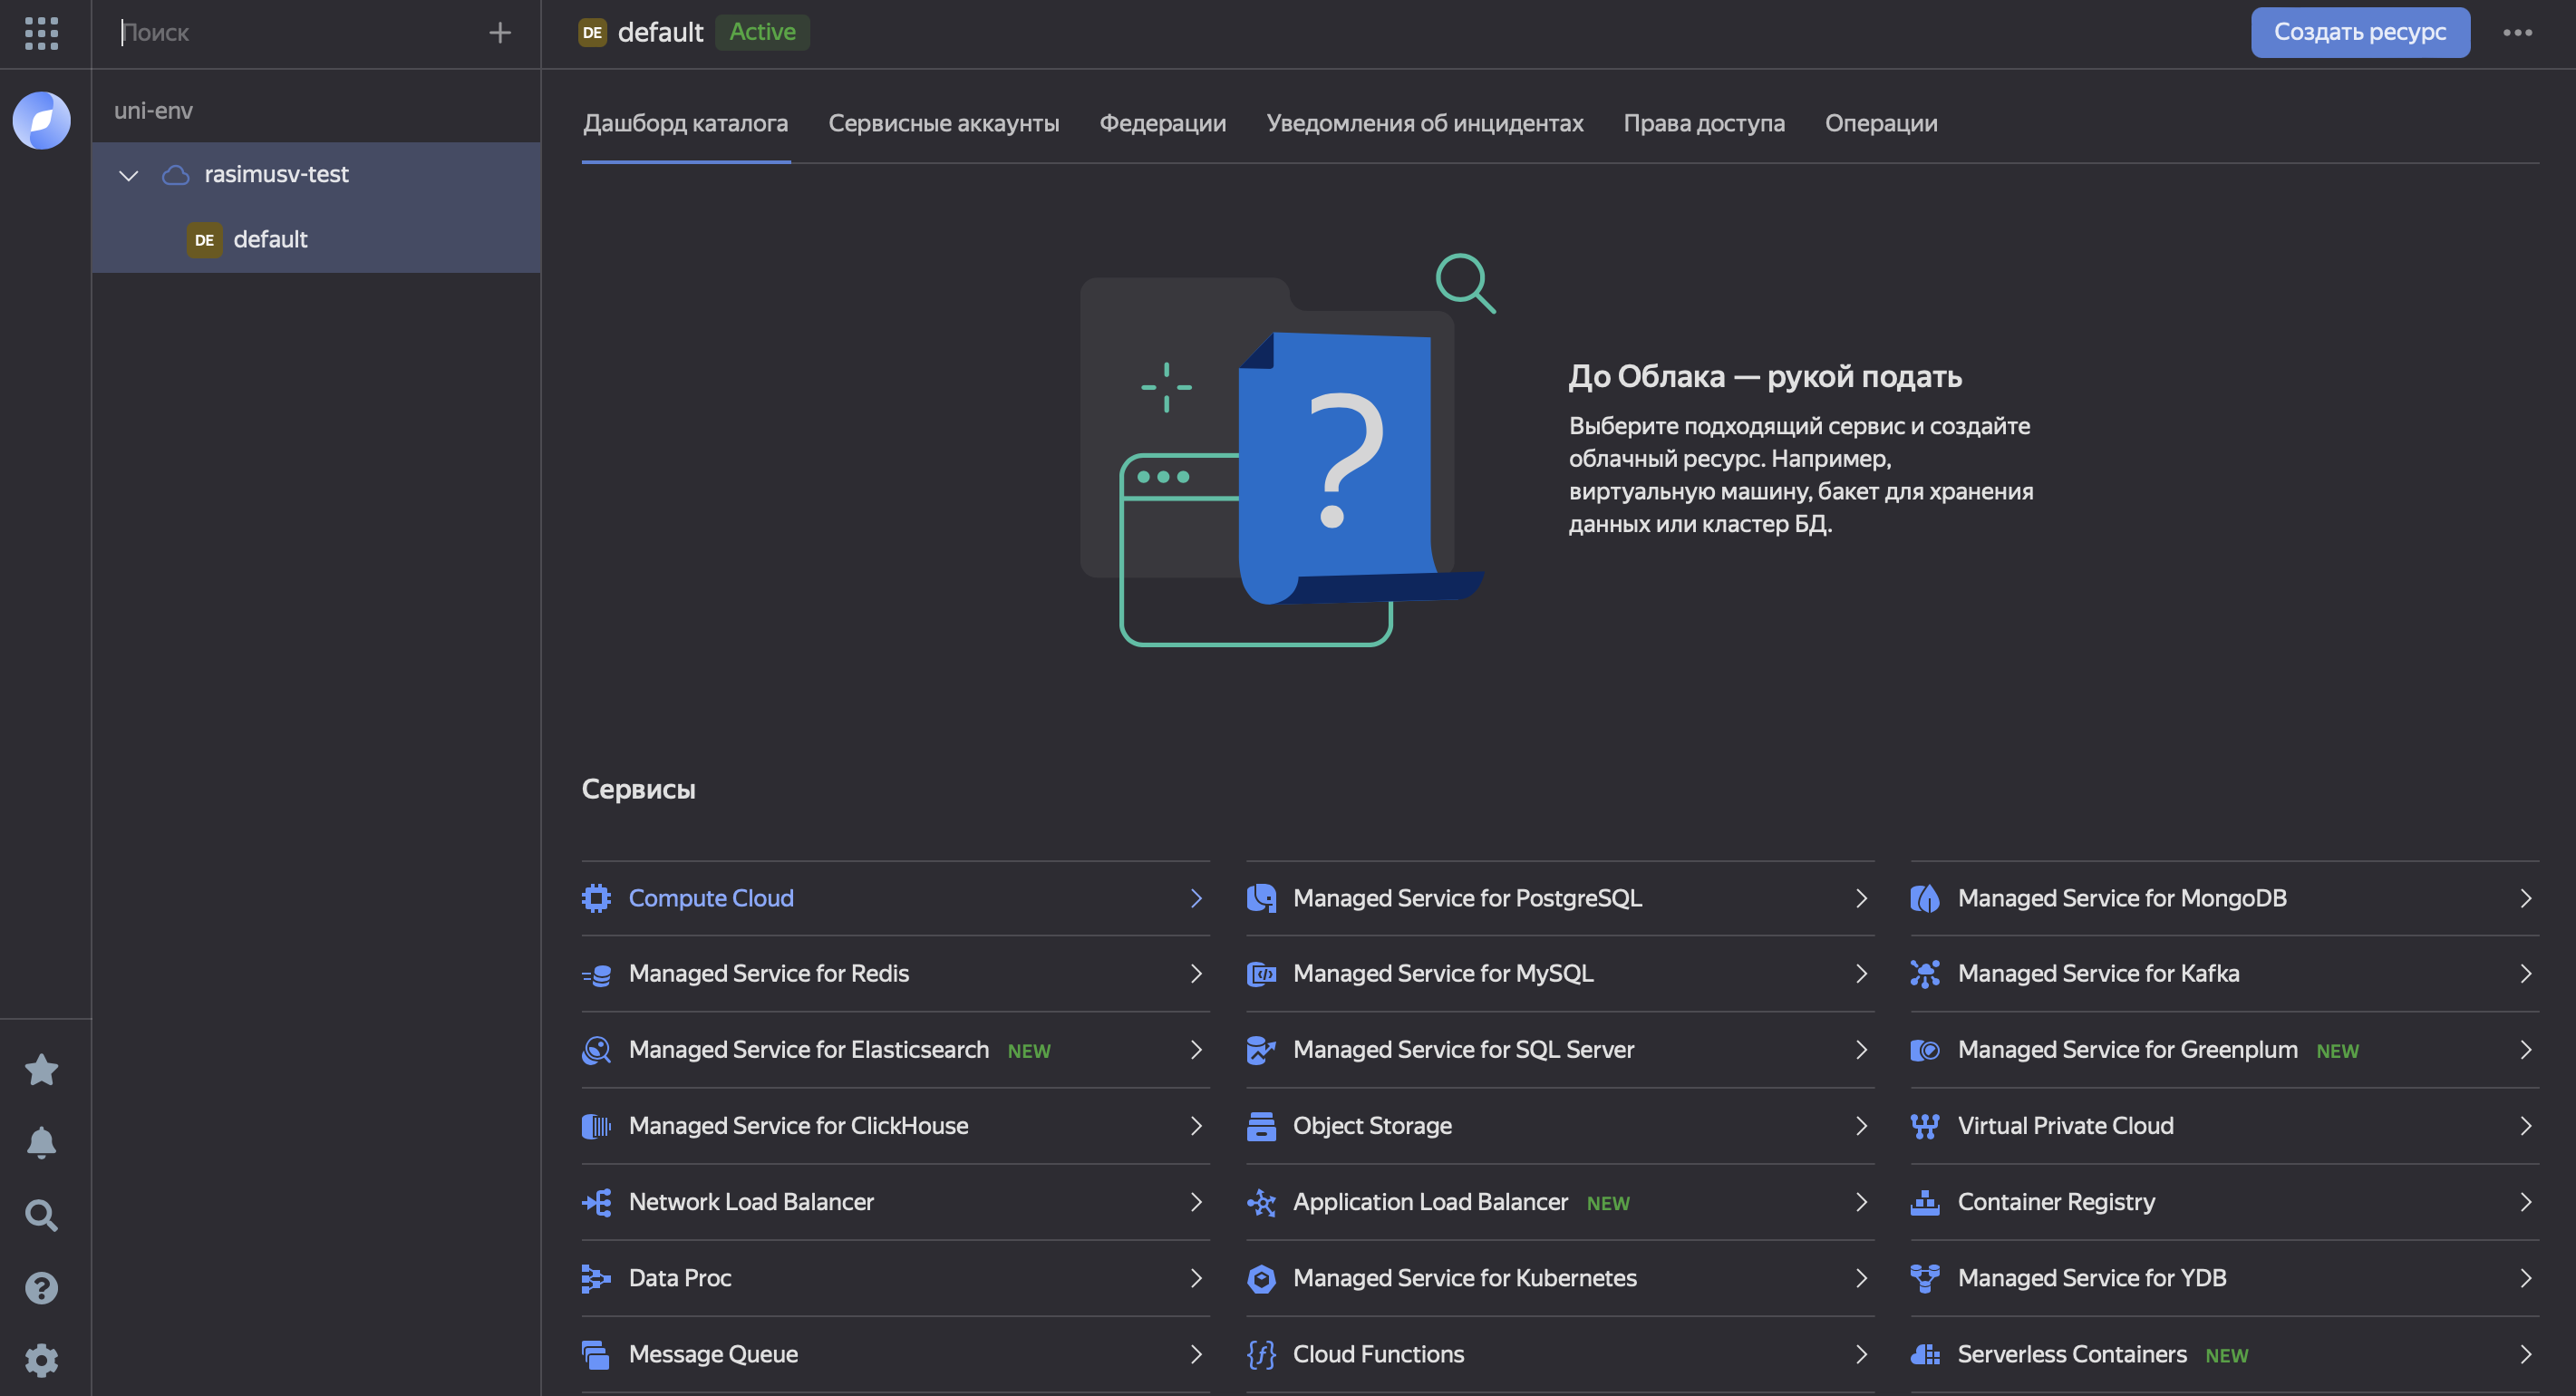 Поиск
DE default Active
Создать ресурс
uni-env
rasimusv-test
DE default
Дашборд каталога
Сервисные аккаунты
Федерации
Уведомления об инцидентах
Права доступа
Операции
?
До Облака — рукой подать
Выберите подходящий сервис и создайте
облачный ресурс. Например,
виртуальную машину, бакет для хранения
данных или кластер БД.
Сервисы
Compute Cloud
Managed Service for PostgreSQL
Managed Service for MongoDB
Managed Service for Redis
Managed Service for MySQL
Managed Service for Kafka
Managed Service for Elasticsearch NEW
Managed Service for SQL Server
Managed Service for Greenplum NEW
Managed Service for ClickHouse
Object Storage
Virtual Private Cloud
Network Load Balancer
Application Load Balancer NEW
Container Registry
Data Proc
Managed Service for Kubernetes
Managed Service for YDB
Message Queue
Cloud Functions
Serverless Containers NEW